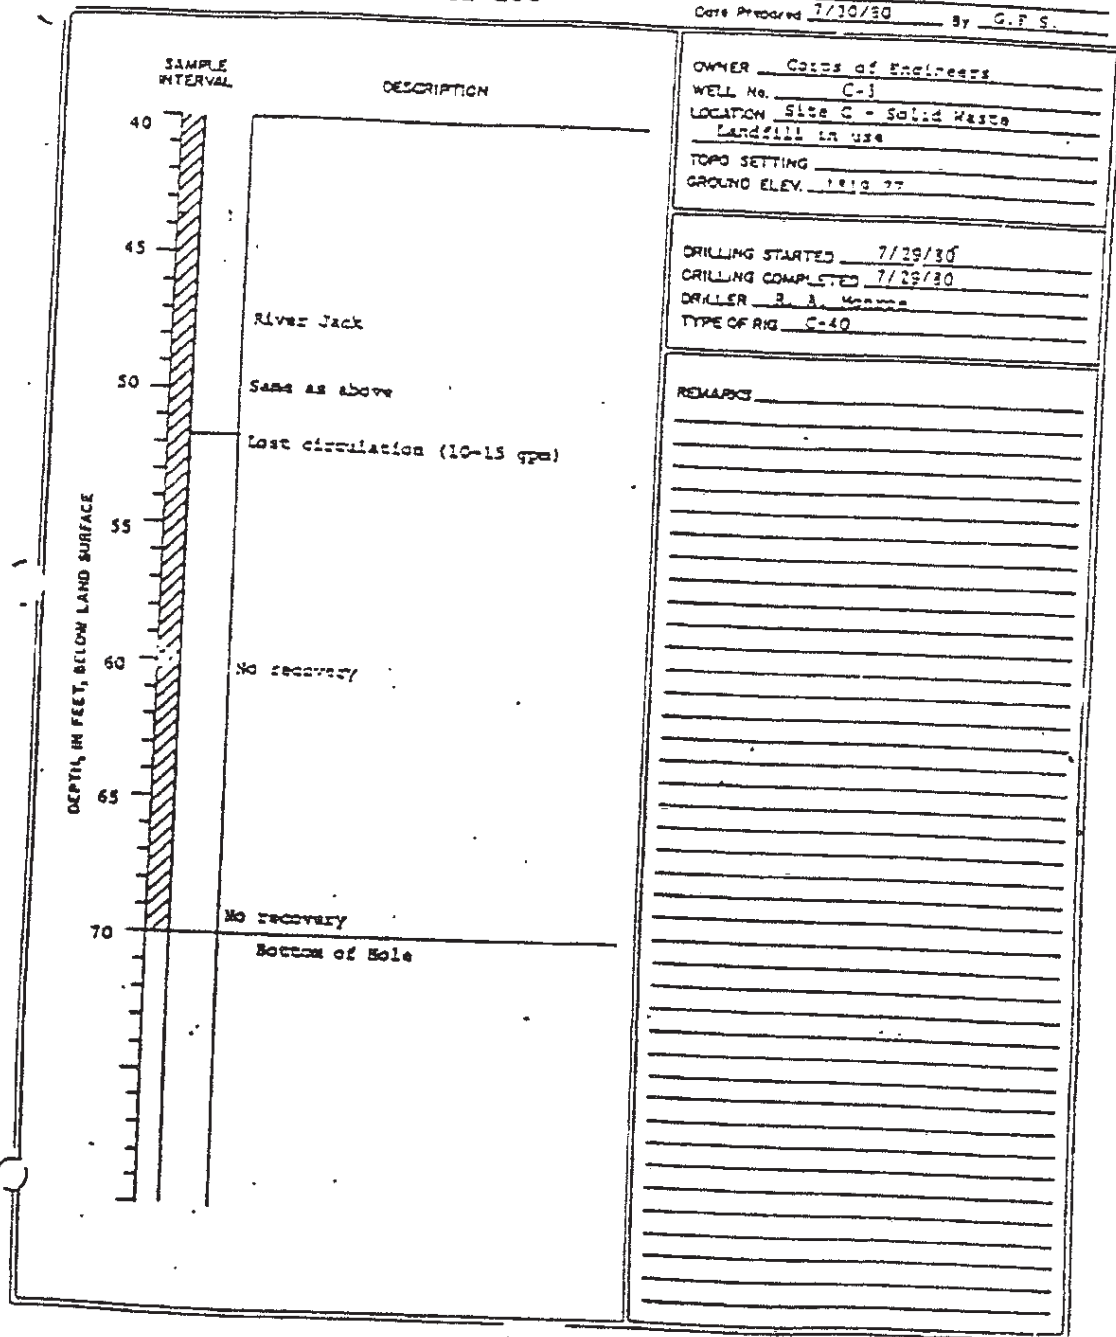 Date Prepared 7/30/80 By G.F.S.
SAMPLE
INTERVAL
DESCRIPTION
OWNER Corps of Engineers
WELL No.
LOCATION Site C - Solid Waste
Landfill in use
TOPO SETTING
GROUND ELEV.
DRILLING STARTED 7/29/80
DRILLING COMPLETED 7/29/80
DRILLER R. A.
TYPE OF RIG C-40
REMARKS
DEPTH, IN FEET, BELOW LAND SURFACE
40
45
River Jack
50
Same as above
Lost circulation (10-15 gpm)
55
60
No recovery
65
No recovery
70
Bottom of Hole